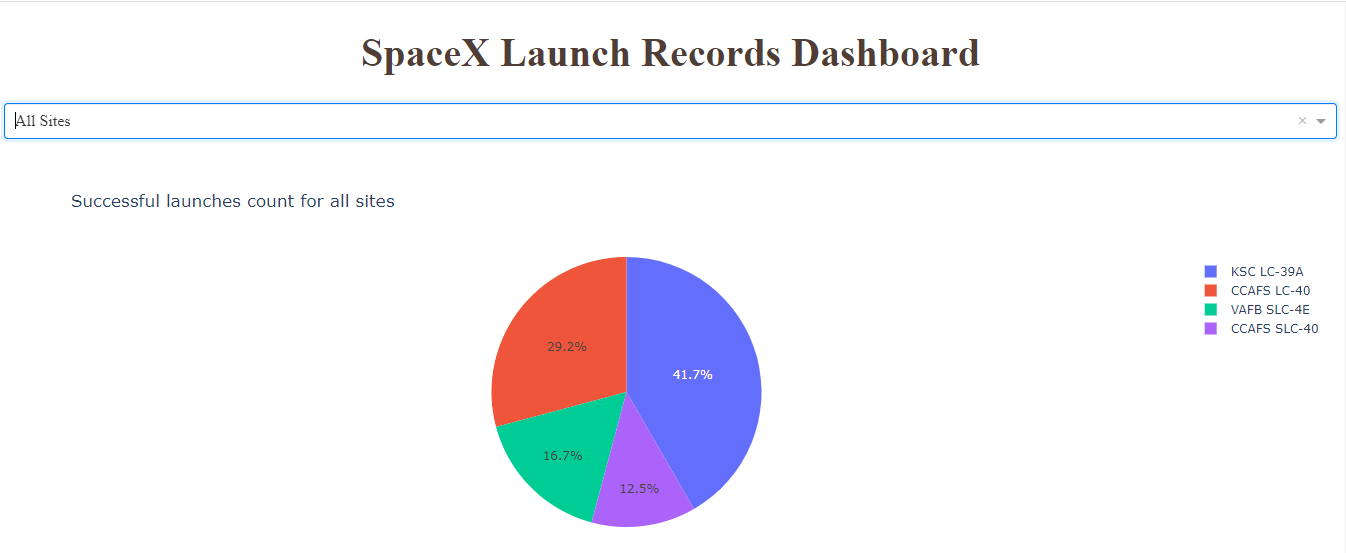 SpaceX Launch Records Dashboard
All Sites
Successful launches count for all sites
KSC LC-39A
CCAFS LC-40
VAFB SLC-4E
CCAFS SLC-40
29.2%
41.7%
16.7%
12.5%